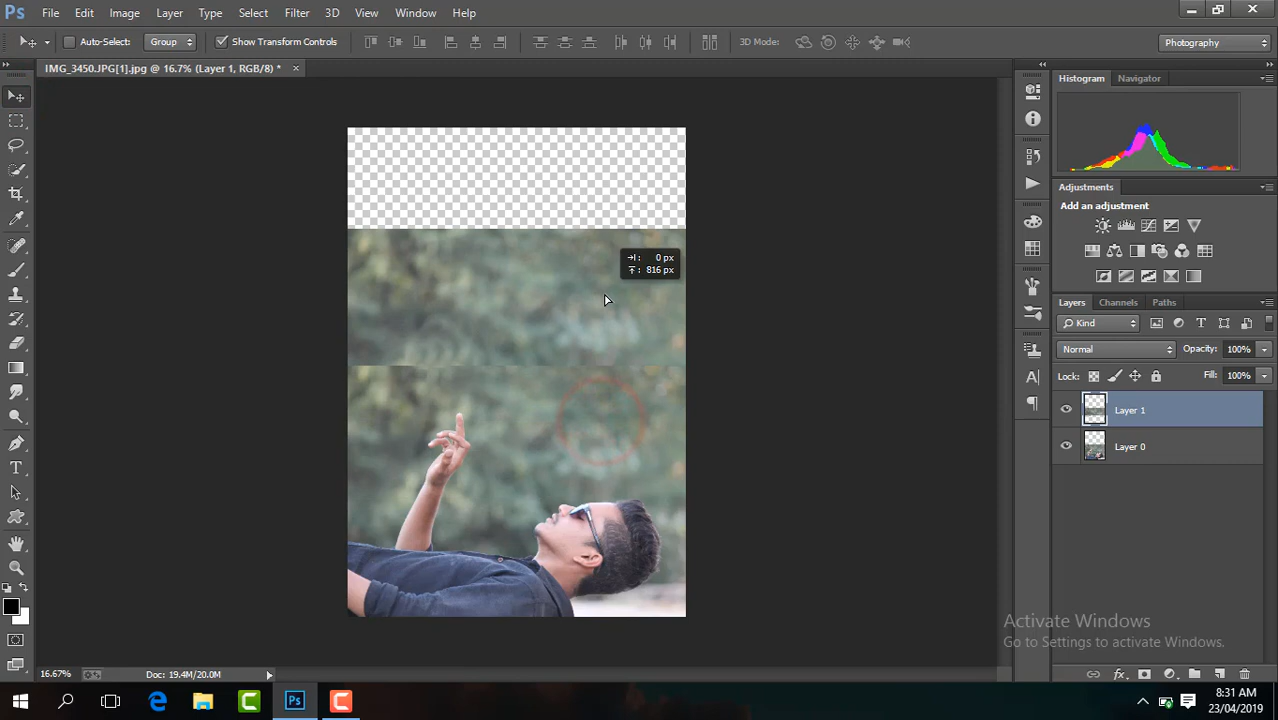 Ps File Edit Image Layer Type Select Filter 3D View Window Help
Auto-Select: Group Show Transform Controls 3D Mode: Photography
IMG_3450.JPG[1].jpg @ 16.7% (Layer 1, RGB/8) * ×
Histogram Navigator
Adjustments
Add an adjustment
0 px
816 px
Layers Channels Paths
Kind
Normal Opacity: 100%
Lock: Fill: 100%
Layer 1
Layer 0
Activate Windows
Go to Settings to activate Windows.
16.67% Doc: 19.4M/20.0M
8:31 AM
23/04/2019